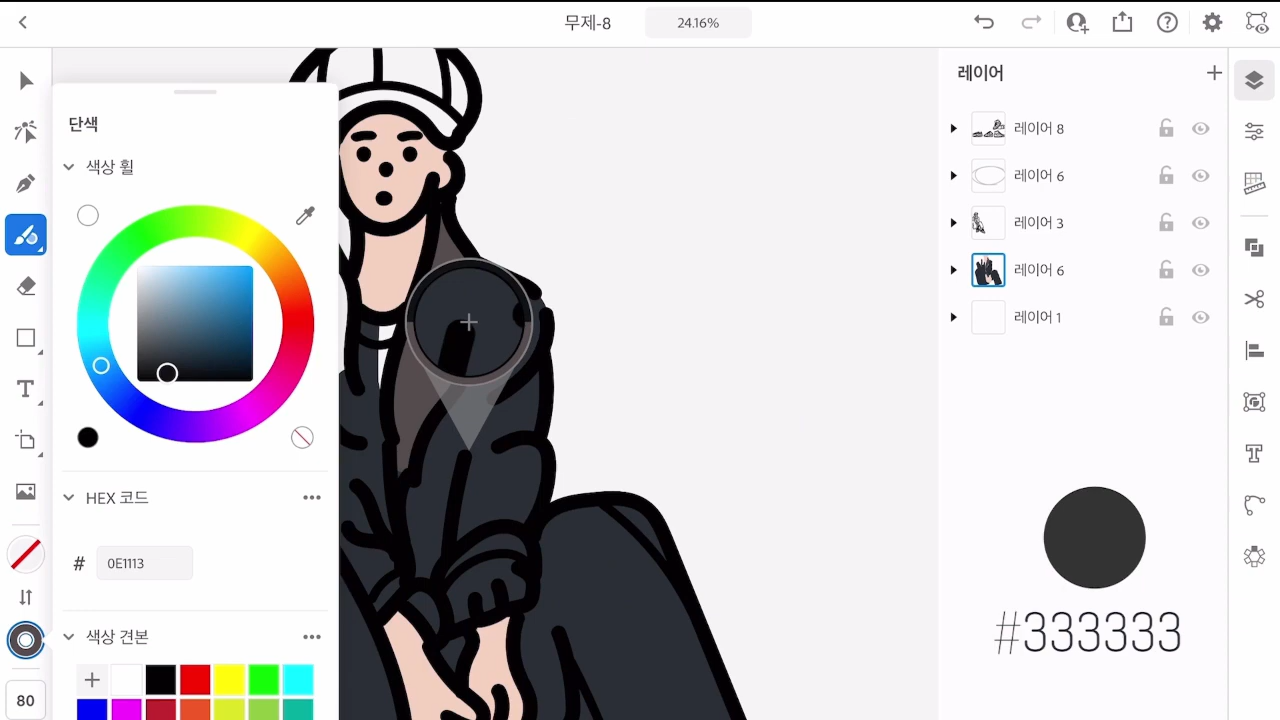 무제-8
24.16%
단색
색상 휠
HEX 코드
# 0E1113
색상 견본
80
레이어
레이어 8
레이어 6
레이어 3
레이어 6
레이어 1
#333333